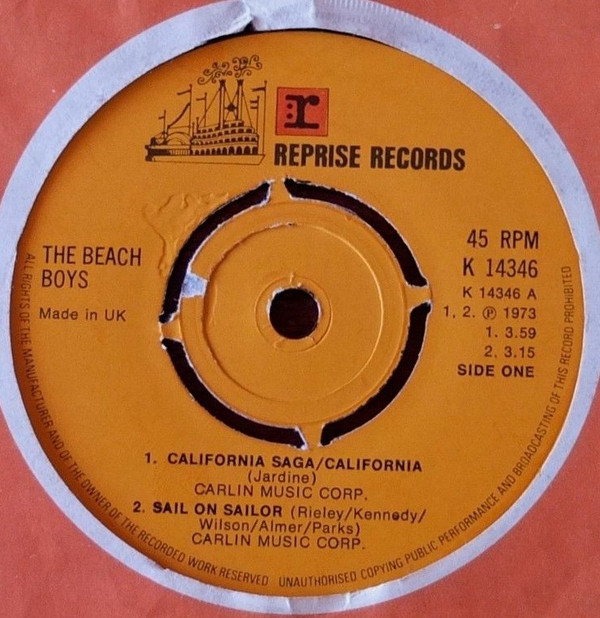 r
REPRISE RECORDS
THE BEACH
BOYS
Made in UK
45 RPM
K 14346
K 14346 A
1. 2. ℗ 1973
1. 3.59
2. 3.15
SIDE ONE
1. CALIFORNIA SAGA/CALIFORNIA
(Jardine)
CARLIN MUSIC CORP.
2. SAIL ON SAILOR (Rieley/Kennedy/
Wilson/Almer/Parks)
CARLIN MUSIC CORP.
ALL RIGHTS OF THE MANUFACTURER AND OF THE OWNER OF THE RECORDED WORK RESERVED UNAUTHORISED COPYING PUBLIC PERFORMANCE AND BROADCASTING OF THIS RECORD PROHIBITED